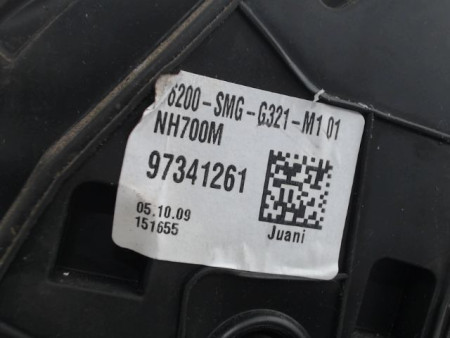 6200-SMG-G321-M1 01
NH700M
97341261
05.10.09
151655
Juani